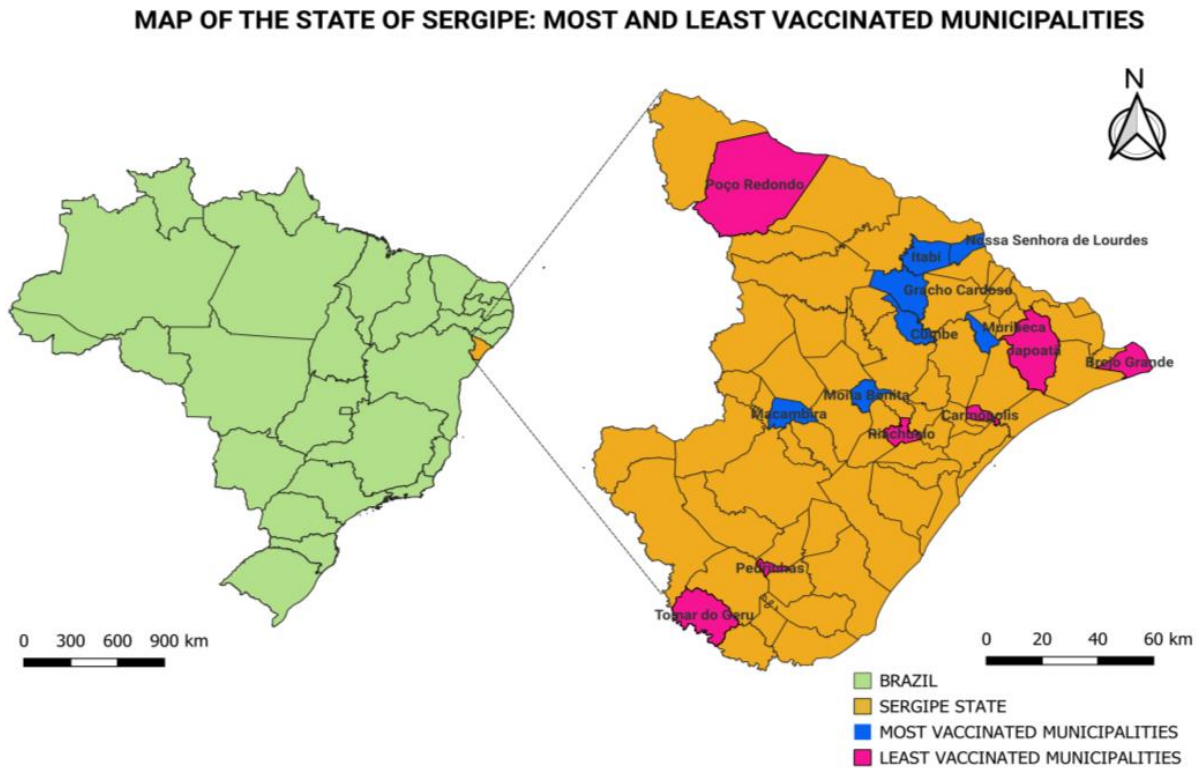 MAP OF THE STATE OF SERGIPE: MOST AND LEAST VACCINATED MUNICIPALITIES
N
Poço Redondo
Nossa Senhora de Lourdes
Itabi
Gracho Cardoso
Muribeca
Cumbe
Japoatã
Brejo Grande
Moita Bonita
Macambira
Carmópolis
Riachuelo
Pedrinhas
Tomar do Geru
0 300 600 900 km
0 20 40 60 km
BRAZIL
SERGIPE STATE
MOST VACCINATED MUNICIPALITIES
LEAST VACCINATED MUNICIPALITIES